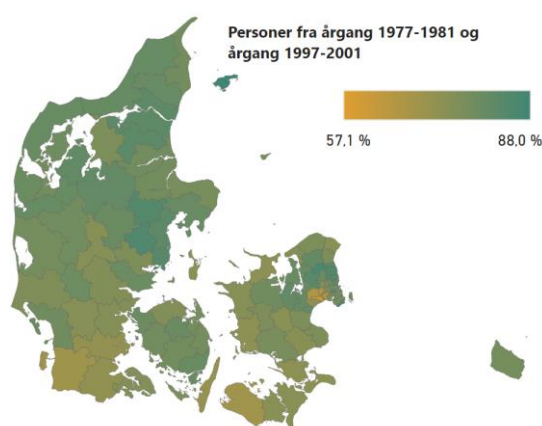 Personer fra årgang 1977-1981 og
årgang 1997-2001
57,1 %
88,0 %